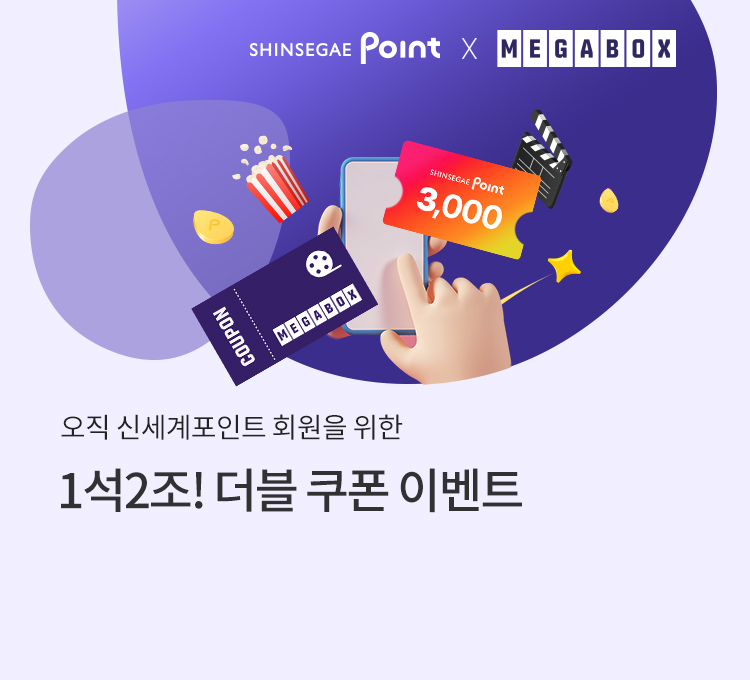 SHINSEGAE Point X MEGABOX
SHINSEGAE Point
3,000
COUPON
MEGABOX
오직 신세계포인트 회원을 위한
1석2조! 더블 쿠폰 이벤트